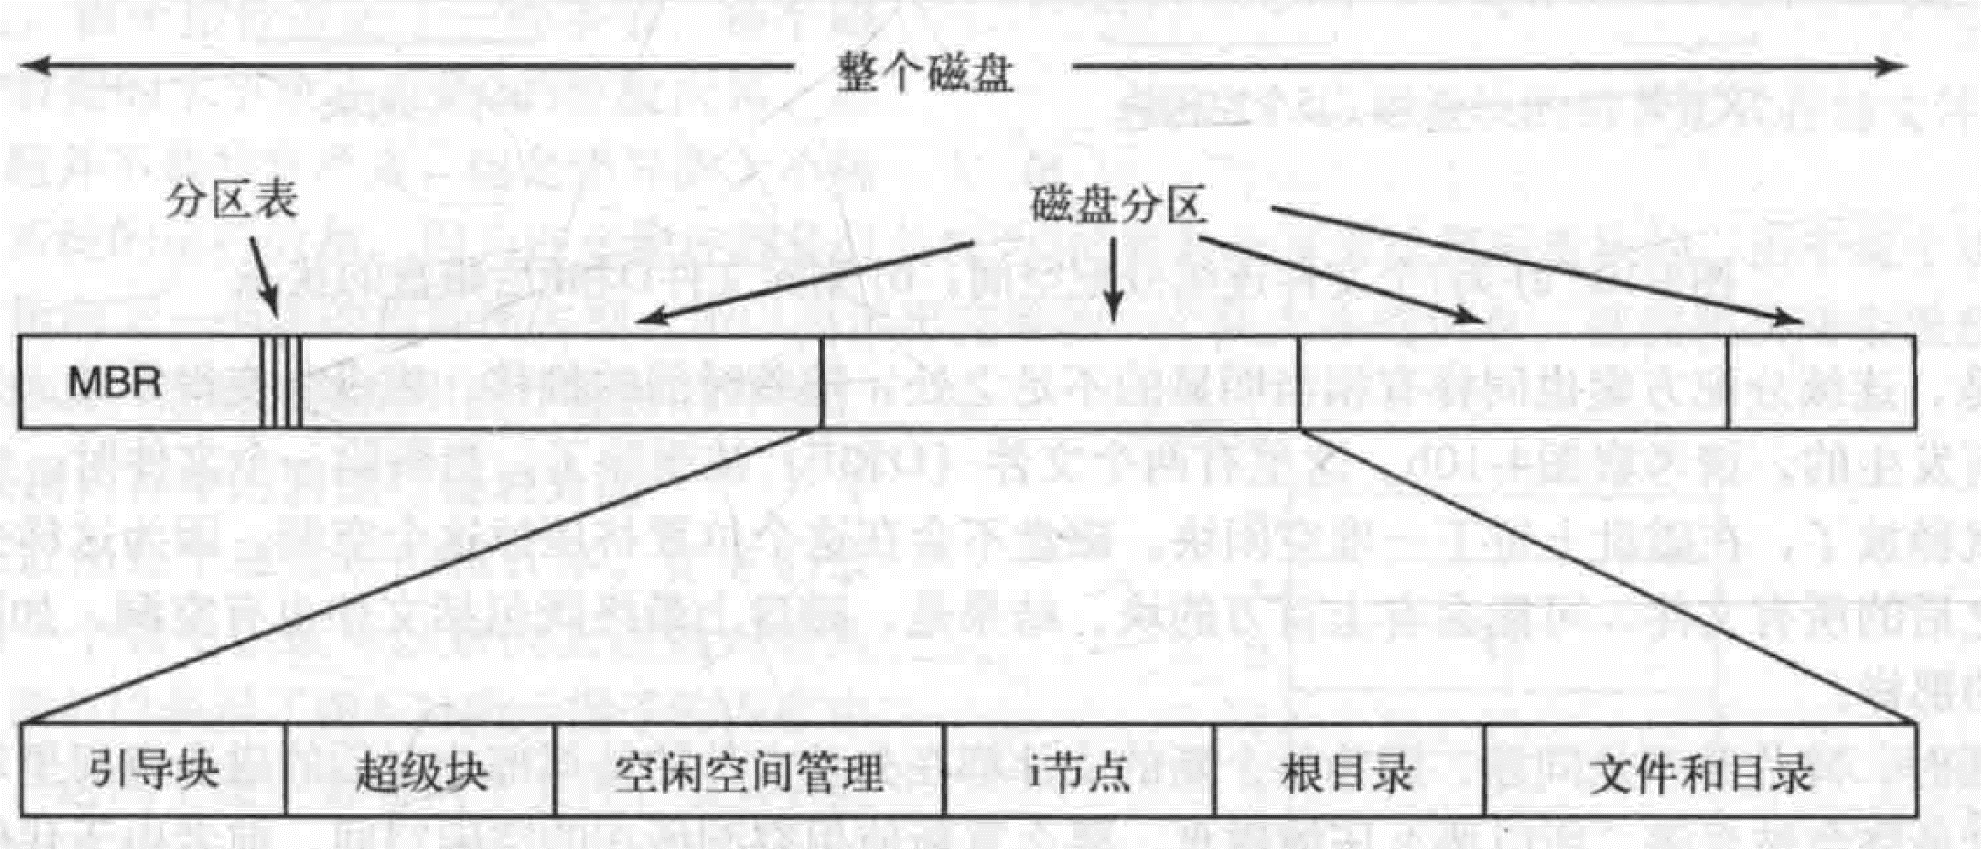 整个磁盘
分区表
磁盘分区
MBR
引导块
超级块
空闲空间管理
i节点
根目录
文件和目录